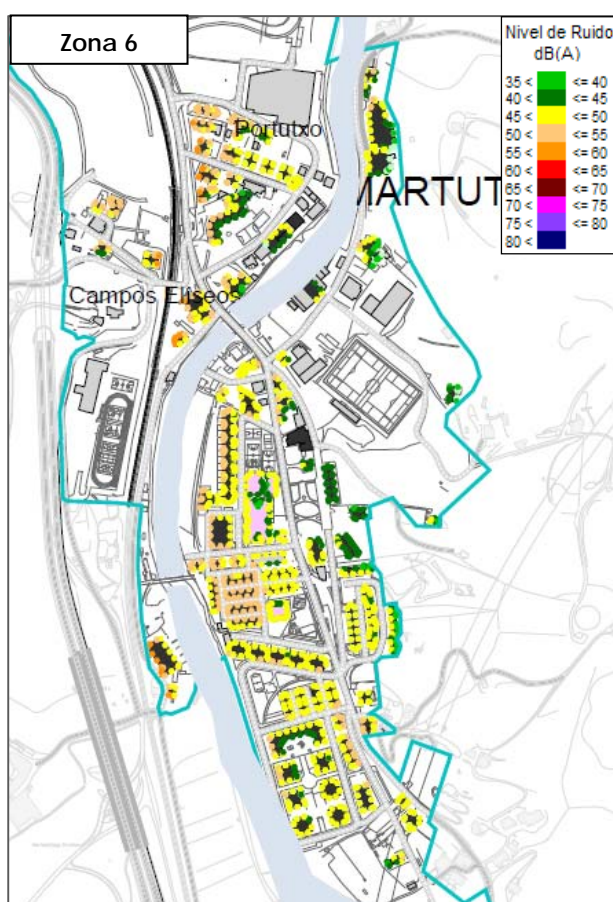 Zona 6
Nivel de Ruido
dB(A)
35 < <= 40
40 < <= 45
45 < <= 50
50 < <= 55
55 < <= 60
60 < <= 65
65 < <= 70
70 < <= 75
75 < <= 80
80 <
Portutxo
MARTUT
Campos Elíseos